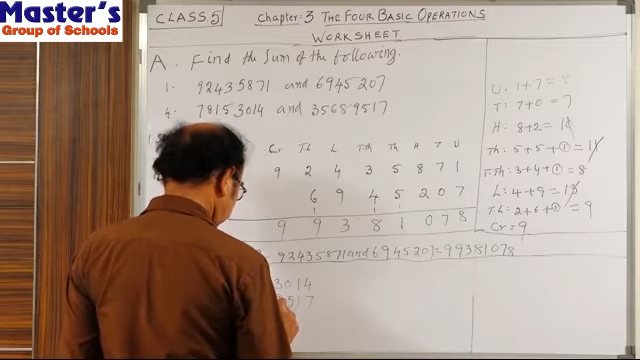 Master's
Group of Schools
CLASS 5
Chapter: 3 THE FOUR BASIC OPERATIONS
WORKSHEET
A. Find the Sum of the following.
1. 92435871 and 6945207
4. 78153014 and 35689517
1.
Cr T.L L T.Th Th H T U
9 2 4 3 5 8 7 1
6 9 4 5 2 0 7
9 9 3 8 1 0 7 8
92435871 and 6945207 = 99381078
3014
517
U: 1+7 = 8
T: 7+0 = 7
H: 8+2 = 10
Th: 5+5+① = 11
T.Th: 3+4+① = 8
L: 4+9 = 13
T.L: 2+6+① = 9
Cr = 9